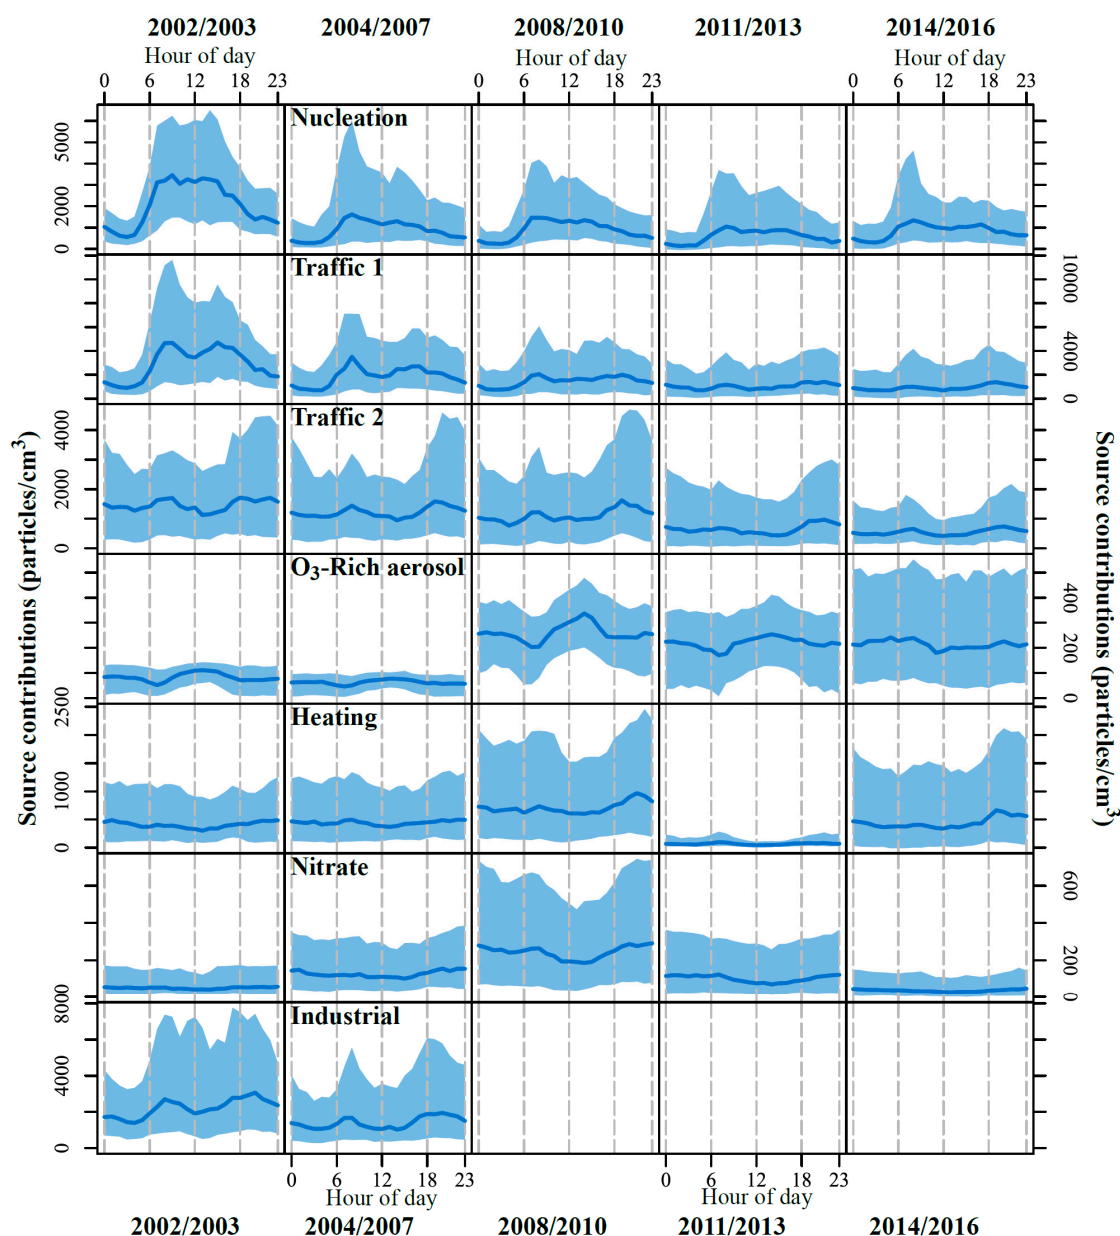 2002/2003 2004/2007 2008/2010 2011/2013 2014/2016
Hour of day Hour of day Hour of day
0 6 12 18 23 0 6 12 18 23 0 6 12 18 23
Nucleation
5000
2000
0
Traffic 1
10000
4000
0
Traffic 2
4000
2000
0
O₃-Rich aerosol
400
200
0
Heating
2500
1000
0
Nitrate
600
200
0
Industrial
8000
4000
0
Source contributions (particles/cm³)
Source contributions (particles/cm³)
0 6 12 18 23 0 6 12 18 23
Hour of day Hour of day
2002/2003 2004/2007 2008/2010 2011/2013 2014/2016